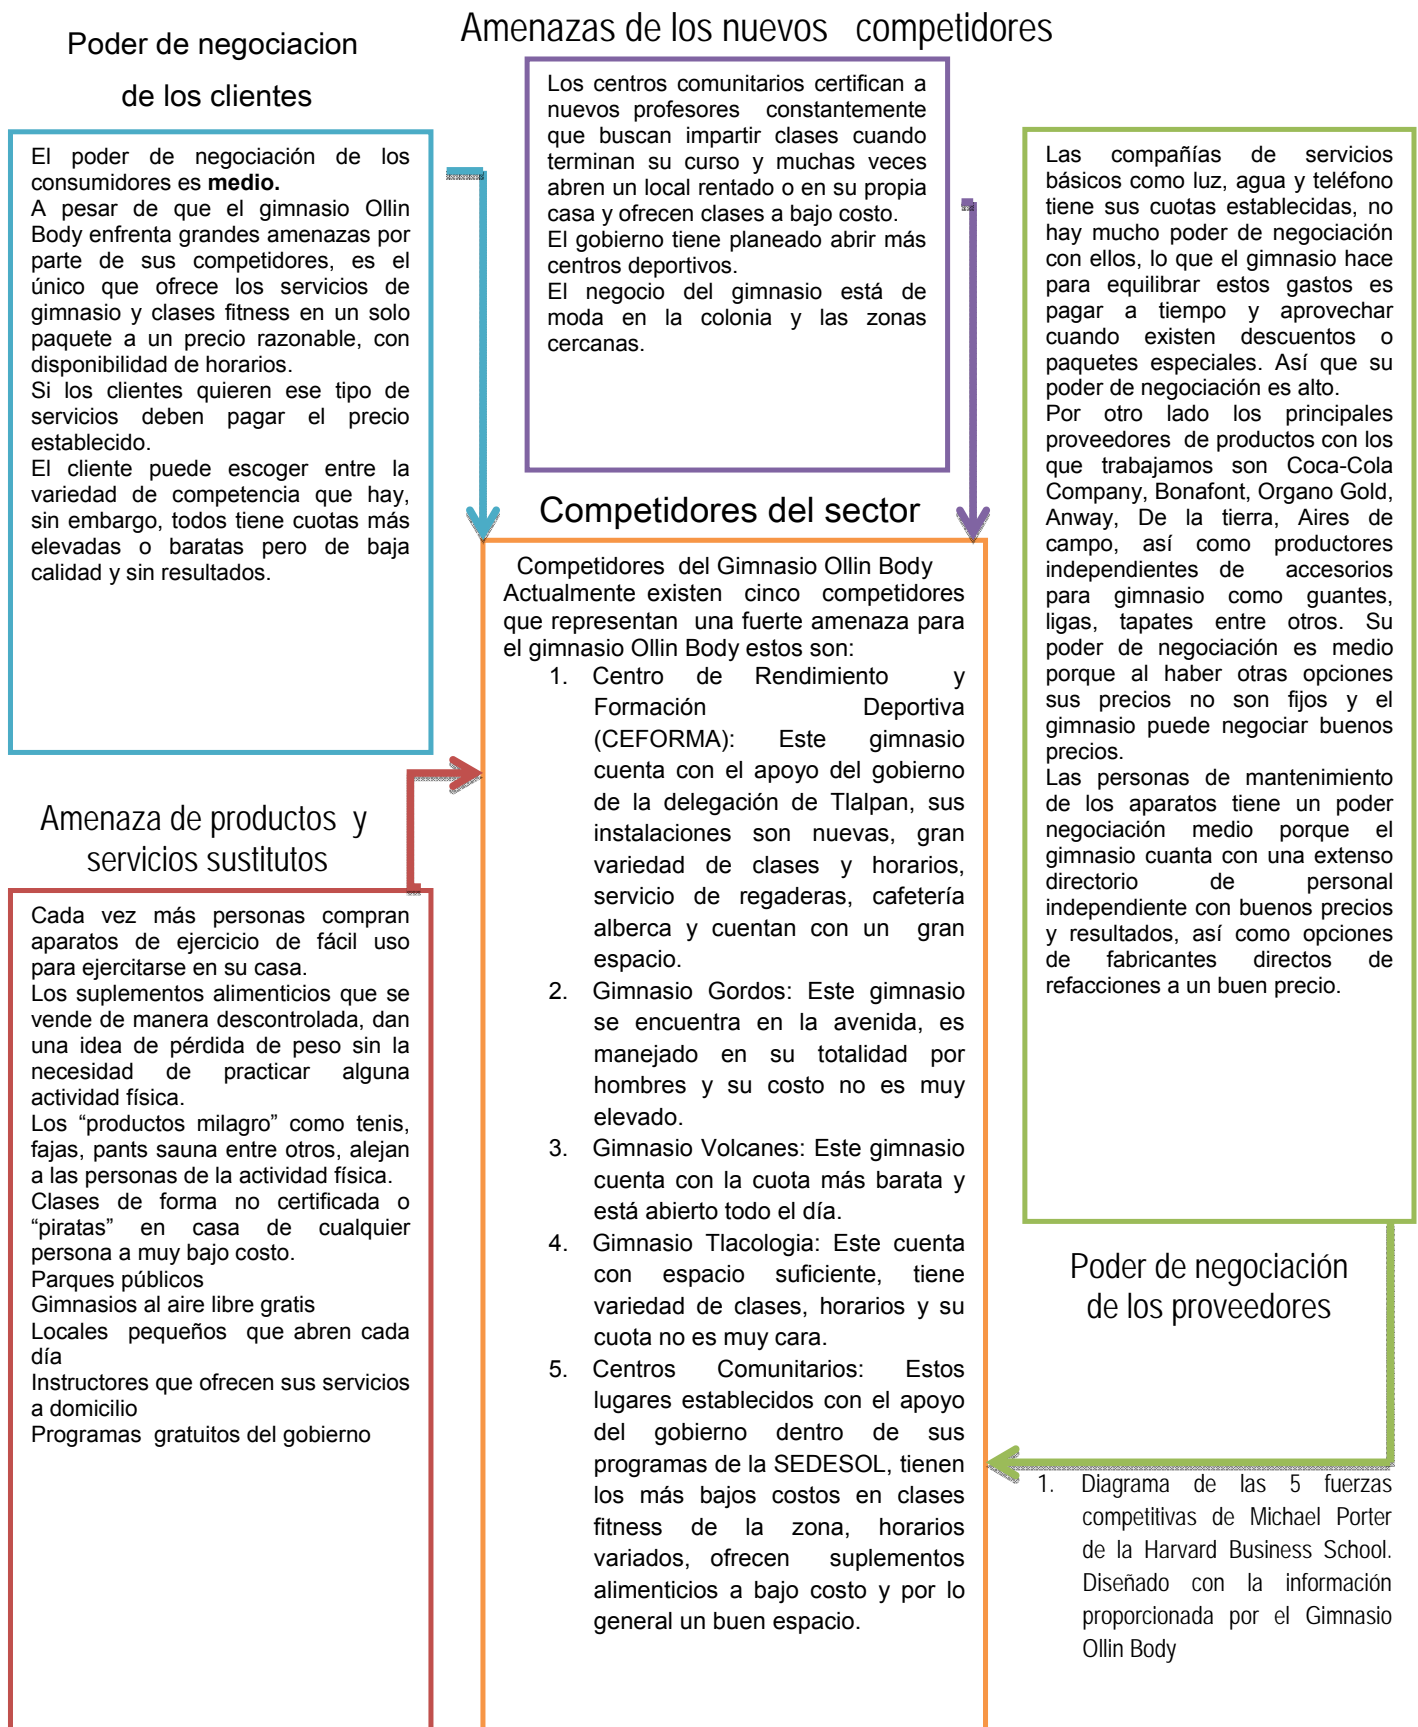 Poder de negociacion
de los clientes
El poder de negociación de los
consumidores es medio.
A pesar de que el gimnasio Ollin
Body enfrenta grandes amenazas por
parte de sus competidores, es el
único que ofrece los servicios de
gimnasio y clases fitness en un solo
paquete a un precio razonable, con
disponibilidad de horarios.
Si los clientes quieren ese tipo de
servicios deben pagar el precio
establecido.
El cliente puede escoger entre la
variedad de competencia que hay,
sin embargo, todos tiene cuotas más
elevadas o baratas pero de baja
calidad y sin resultados.
Amenazas de los nuevos competidores
Los centros comunitarios certifican a
nuevos profesores constantemente
que buscan impartir clases cuando
terminan su curso y muchas veces
abren un local rentado o en su propia
casa y ofrecen clases a bajo costo.
El gobierno tiene planeado abrir más
centros deportivos.
El negocio del gimnasio está de
moda en la colonia y las zonas
cercanas.
Las compañías de servicios
básicos como luz, agua y teléfono
tiene sus cuotas establecidas, no
hay mucho poder de negociación
con ellos, lo que el gimnasio hace
para equilibrar estos gastos es
pagar a tiempo y aprovechar
cuando existen descuentos o
paquetes especiales. Así que su
poder de negociación es alto.
Por otro lado los principales
proveedores de productos con los
que trabajamos son Coca-Cola
Company, Bonafont, Organo Gold,
Anway, De la tierra, Aires de
campo, así como productores
independientes de accesorios
para gimnasio como guantes,
ligas, tapates entre otros. Su
poder de negociación es medio
porque al haber otras opciones
sus precios no son fijos y el
gimnasio puede negociar buenos
precios.
Las personas de mantenimiento
de los aparatos tiene un poder
negociación medio porque el
gimnasio cuanta con una extenso
directorio de personal
independiente con buenos precios
y resultados, así como opciones
de fabricantes directos de
refacciones a un buen precio.
Poder de negociación
de los proveedores
Amenaza de productos y
servicios sustitutos
Cada vez más personas compran
aparatos de ejercicio de fácil uso
para ejercitarse en su casa.
Los suplementos alimenticios que se
vende de manera descontrolada, dan
una idea de pérdida de peso sin la
necesidad de practicar alguna
actividad física.
Los “productos milagro” como tenis,
fajas, pants sauna entre otros, alejan
a las personas de la actividad física.
Clases de forma no certificada o
“piratas” en casa de cualquier
persona a muy bajo costo.
Parques públicos
Gimnasios al aire libre gratis
Locales pequeños que abren cada
día
Instructores que ofrecen sus servicios
a domicilio
Programas gratuitos del gobierno
Competidores del sector
Competidores del Gimnasio Ollin Body
Actualmente existen cinco competidores
que representan una fuerte amenaza para
el gimnasio Ollin Body estos son:
1. Centro de Rendimiento y
Formación Deportiva
(CEFORMA): Este gimnasio
cuenta con el apoyo del gobierno
de la delegación de Tlalpan, sus
instalaciones son nuevas, gran
variedad de clases y horarios,
servicio de regaderas, cafetería
alberca y cuentan con un gran
espacio.
2. Gimnasio Gordos: Este gimnasio
se encuentra en la avenida, es
manejado en su totalidad por
hombres y su costo no es muy
elevado.
3. Gimnasio Volcanes: Este gimnasio
cuenta con la cuota más barata y
está abierto todo el día.
4. Gimnasio Tlacologia: Este cuenta
con espacio suficiente, tiene
variedad de clases, horarios y su
cuota no es muy cara.
5. Centros Comunitarios: Estos
lugares establecidos con el apoyo
del gobierno dentro de sus
programas de la SEDESOL, tienen
los más bajos costos en clases
fitness de la zona, horarios
variados, ofrecen suplementos
alimenticios a bajo costo y por lo
general un buen espacio.
1. Diagrama de las 5 fuerzas
competitivas de Michael Porter
de la Harvard Business School.
Diseñado con la información
proporcionada por el Gimnasio
Ollin Body